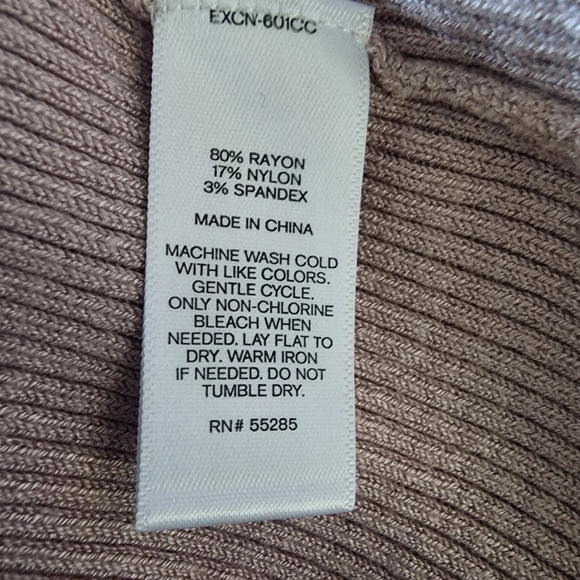 EXCN-601CC
80% RAYON
17% NYLON
3% SPANDEX
MADE IN CHINA
MACHINE WASH COLD
WITH LIKE COLORS.
GENTLE CYCLE.
ONLY NON-CHLORINE
BLEACH WHEN
NEEDED. LAY FLAT TO
DRY. WARM IRON
IF NEEDED. DO NOT
TUMBLE DRY.
RN# 55285